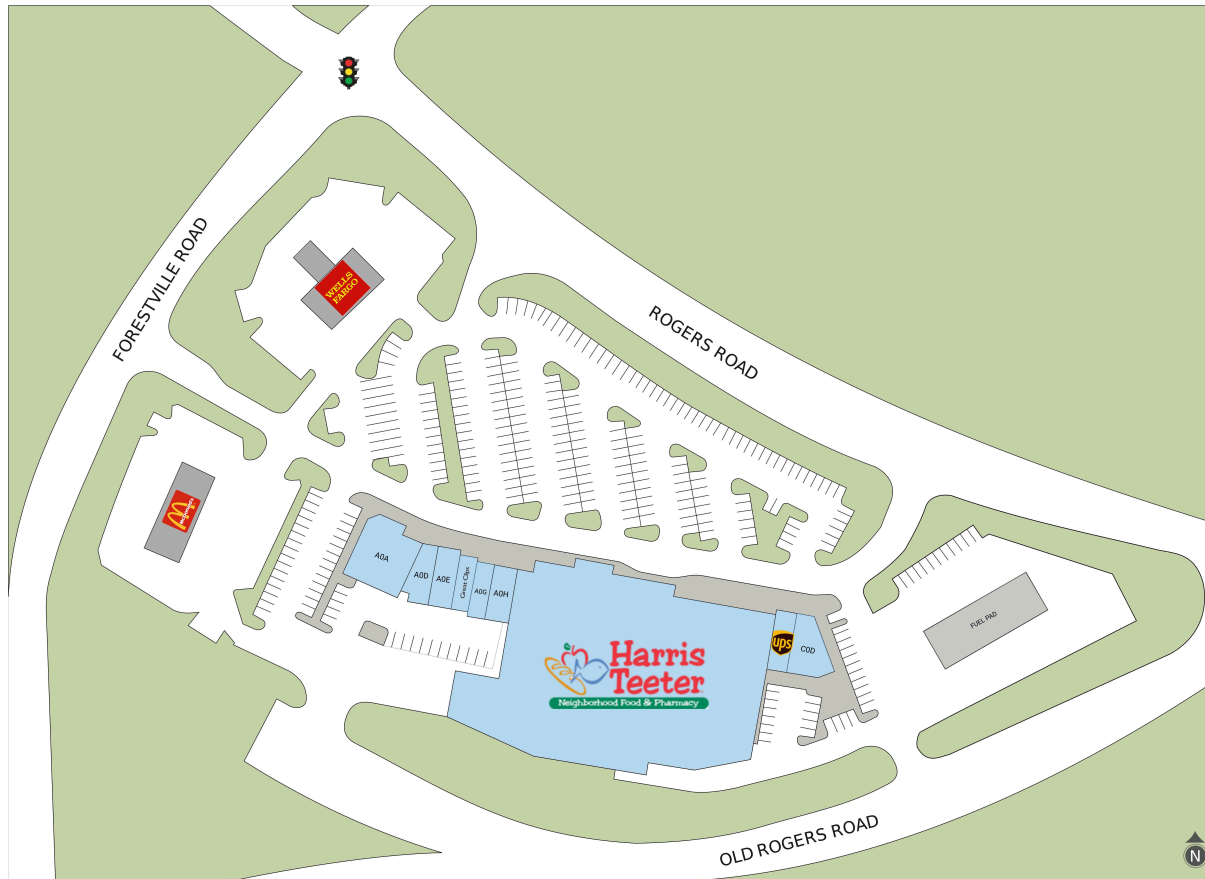 FORESTVILLE ROAD
WELLS
FARGO
ROGERS ROAD
McDonald's
A0A
A0D
A0E
Great Clips
A0G
A0H
FUEL PAD
Harris
Teeter
Neighborhood Food & Pharmacy
ups
C0D
OLD ROGERS ROAD
N